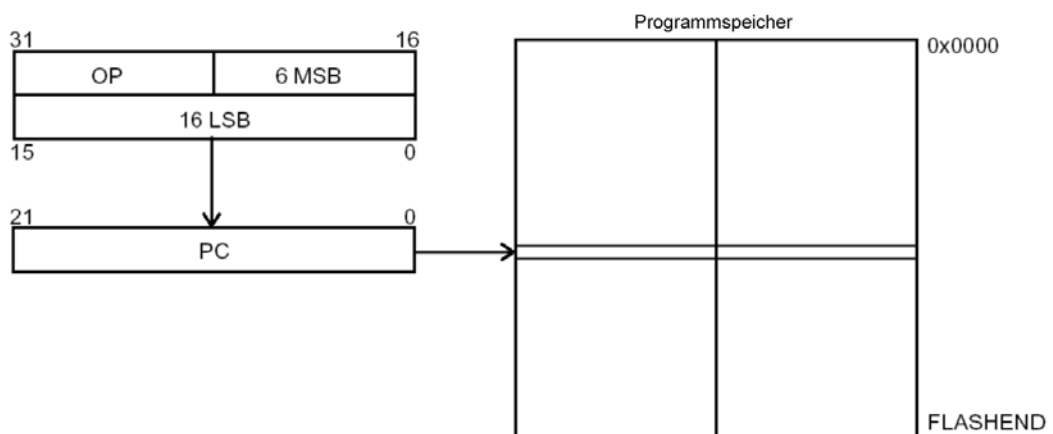 Programmspeicher
31 16
0x0000
OP 6 MSB
16 LSB
15 0
21 0
PC
FLASHEND